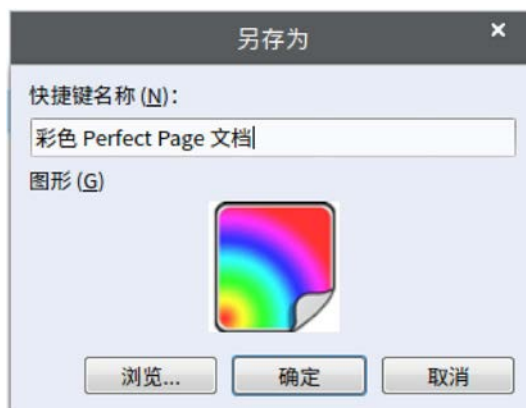 另存为
快捷键名称 (N)：
彩色 Perfect Page 文档
图形 (G)
浏览... 确定 取消